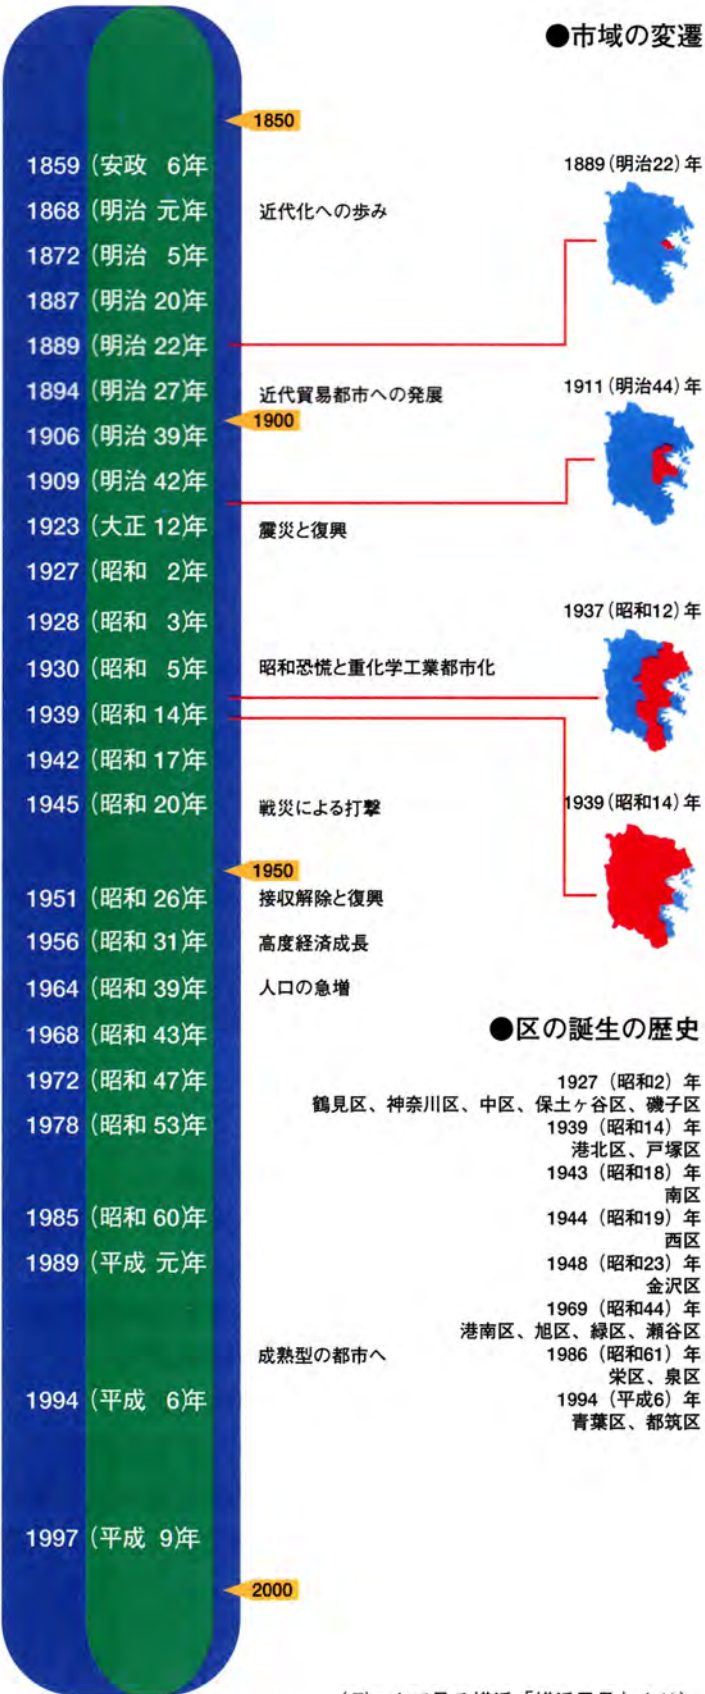 ●市域の変遷
1850
1859 (安政 6)年
1889(明治22)年
1868 (明治 元)年
近代化への歩み
1872 (明治 5)年
1887 (明治 20)年
1889 (明治 22)年
1894 (明治 27)年
近代貿易都市への発展
1911(明治44)年
1900
1906 (明治 39)年
1909 (明治 42)年
1923 (大正 12)年
震災と復興
1927 (昭和 2)年
1937(昭和12)年
1928 (昭和 3)年
1930 (昭和 5)年
昭和恐慌と重化学工業都市化
1939 (昭和 14)年
1942 (昭和 17)年
1945 (昭和 20)年
戦災による打撃
1939(昭和14)年
1950
1951 (昭和 26)年
接収解除と復興
1956 (昭和 31)年
高度経済成長
1964 (昭和 39)年
人口の急増
1968 (昭和 43)年
1972 (昭和 47)年
1978 (昭和 53)年
1985 (昭和 60)年
1989 (平成 元)年
成熟型の都市へ
1994 (平成 6)年
1997 (平成 9)年
2000
●区の誕生の歴史
1927(昭和2)年
鶴見区、神奈川区、中区、保土ヶ谷区、磯子区
1939(昭和14)年
港北区、戸塚区
1943(昭和18)年
南区
1944(昭和19)年
西区
1948(昭和23)年
金沢区
1969(昭和44)年
港南区、旭区、緑区、瀬谷区
1986(昭和61)年
栄区、泉区
1994(平成6)年
青葉区、都筑区